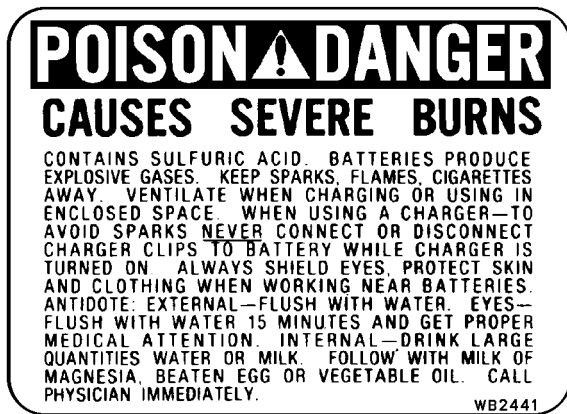 POISON DANGER
CAUSES SEVERE BURNS
CONTAINS SULFURIC ACID. BATTERIES PRODUCE
EXPLOSIVE GASES. KEEP SPARKS, FLAMES, CIGARETTES
AWAY. VENTILATE WHEN CHARGING OR USING IN
ENCLOSED SPACE. WHEN USING A CHARGER—TO
AVOID SPARKS NEVER CONNECT OR DISCONNECT
CHARGER CLIPS TO BATTERY WHILE CHARGER IS
TURNED ON ALWAYS SHIELD EYES, PROTECT SKIN
AND CLOTHING WHEN WORKING NEAR BATTERIES.
ANTIDOTE: EXTERNAL—FLUSH WITH WATER. EYES—
FLUSH WITH WATER 15 MINUTES AND GET PROPER
MEDICAL ATTENTION. INTERNAL—DRINK LARGE
QUANTITIES WATER OR MILK. FOLLOW WITH MILK OF
MAGNESIA, BEATEN EGG OR VEGETABLE OIL. CALL
PHYSICIAN IMMEDIATELY.
WB2441